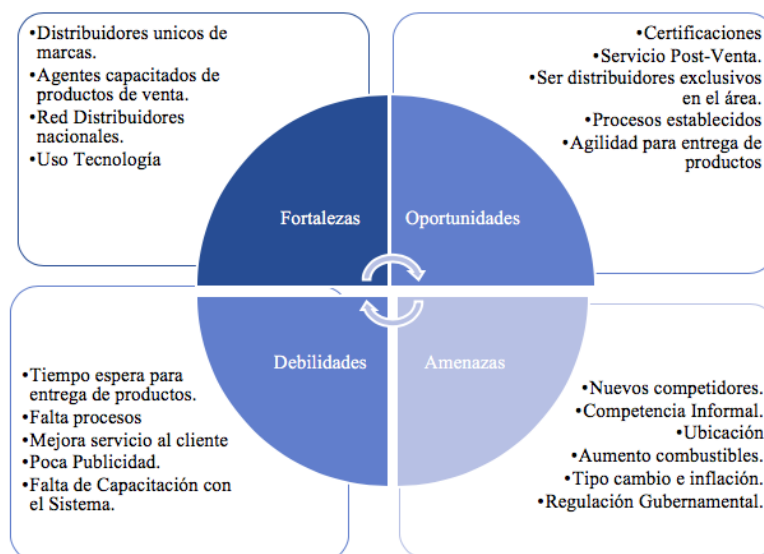 •Distribuidores unicos de
marcas.
•Agentes capacitados de
productos de venta.
•Red Distribuidores
nacionales.
•Uso Tecnología
•Certificaciones
•Servicio Post-Venta.
•Ser distribuidores exclusivos
en el área.
•Procesos establecidos
•Agilidad para entrega de
productos
Fortalezas
Oportunidades
Debilidades
Amenazas
•Tiempo espera para
entrega de productos.
•Falta procesos
•Mejora servicio al cliente
•Poca Publicidad.
•Falta de Capacitación con
el Sistema.
•Nuevos competidores.
•Competencia Informal.
•Ubicación
•Aumento combustibles.
•Tipo cambio e inflación.
•Regulación Gubernamental.